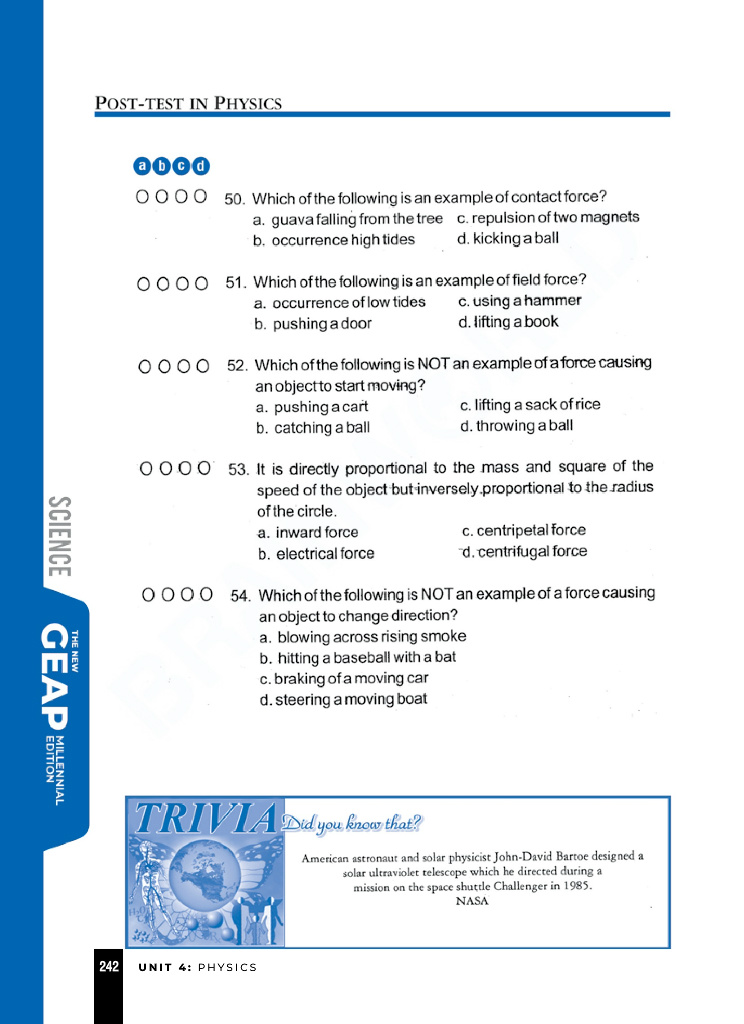 POST-TEST IN PHYSICS
a b c d
50. Which of the following is an example of contact force?
a. guava falling from the tree c. repulsion of two magnets
b. occurrence high tides d. kicking a ball
51. Which of the following is an example of field force?
a. occurrence of low tides c. using a hammer
b. pushing a door d. lifting a book
52. Which of the following is NOT an example of a force causing
an object to start moving?
a. pushing a cart c. lifting a sack of rice
b. catching a ball d. throwing a ball
53. It is directly proportional to the mass and square of the
speed of the object but inversely proportional to the radius
of the circle.
a. inward force c. centripetal force
b. electrical force d. centrifugal force
54. Which of the following is NOT an example of a force causing
an object to change direction?
a. blowing across rising smoke
b. hitting a baseball with a bat
c. braking of a moving car
d. steering a moving boat
SCIENCE
THE NEW
GEAP
MILLENNIAL
EDITION
TRIVIA Did you know that?
American astronaut and solar physicist John-David Bartoe designed a
solar ultraviolet telescope which he directed during a
mission on the space shuttle Challenger in 1985.
NASA
242 UNIT 4: PHYSICS